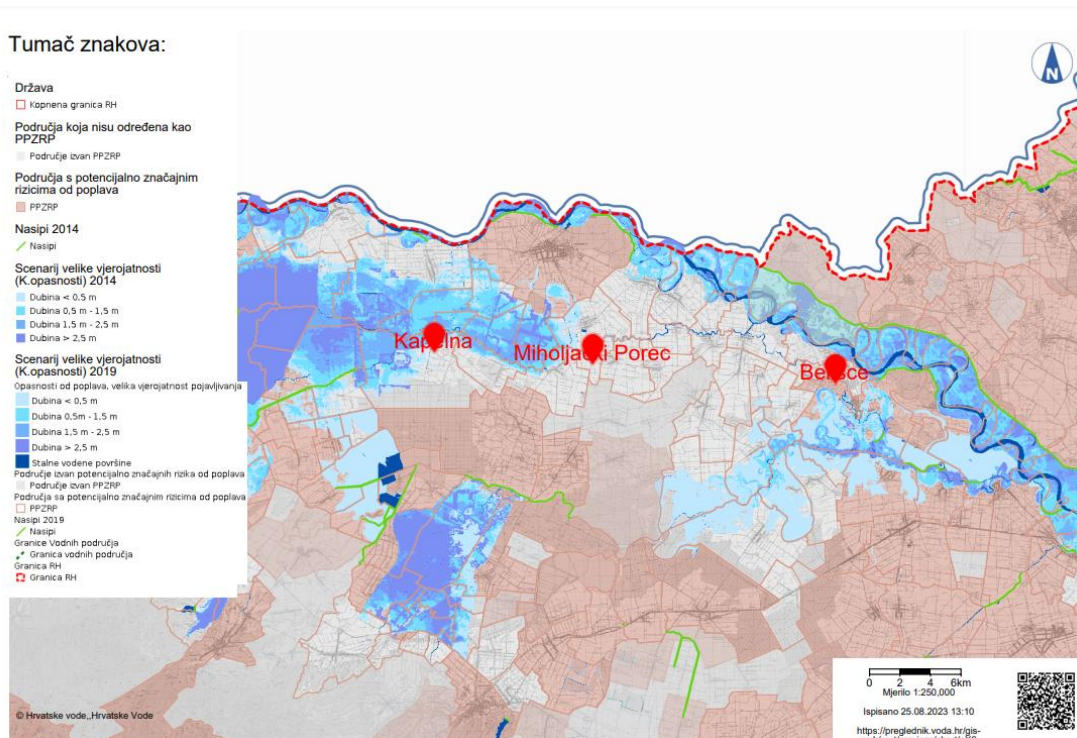 Tumač znakova:
Država
Kopnena granica RH
Područja koja nisu određena kao
PPZRP
Područje izvan PPZRP
Područja s potencijalno značajnim
rizicima od poplava
PPZRP
Nasipi 2014
Nasipi
Scenarij velike vjerojatnosti
(K.opasnosti) 2014
Dubina < 0,5 m
Dubina 0,5 m - 1,5 m
Dubina 1,5 m - 2,5 m
Dubina > 2,5 m
Scenarij velike vjerojatnosti
(K.opasnosti) 2019
Opasnosti od poplava, velika vjerojatnost pojavljivanja
Dubina < 0,5 m
Dubina 0,5m - 1,5 m
Dubina 1,5 m - 2,5 m
Dubina > 2,5 m
Stalne vodene površine
Područje izvan potencijalno značajnih rizika od poplava
Područje izvan PPZRP
Područja sa potencijalno značajnim rizicima od poplava
PPZRP
Nasipi 2019
Nasipi
Granice Vodnih područja
Granica vodnih područja
Granica RH
Granica RH
N
Kapelna
Miholjački Porec
© Hrvatske vode,,Hrvatske Vode
0 2 4 6km
Mjerilo 1:250,000
Ispisano 25.08.2023 13:10
https://preglednik.voda.hr/gis-